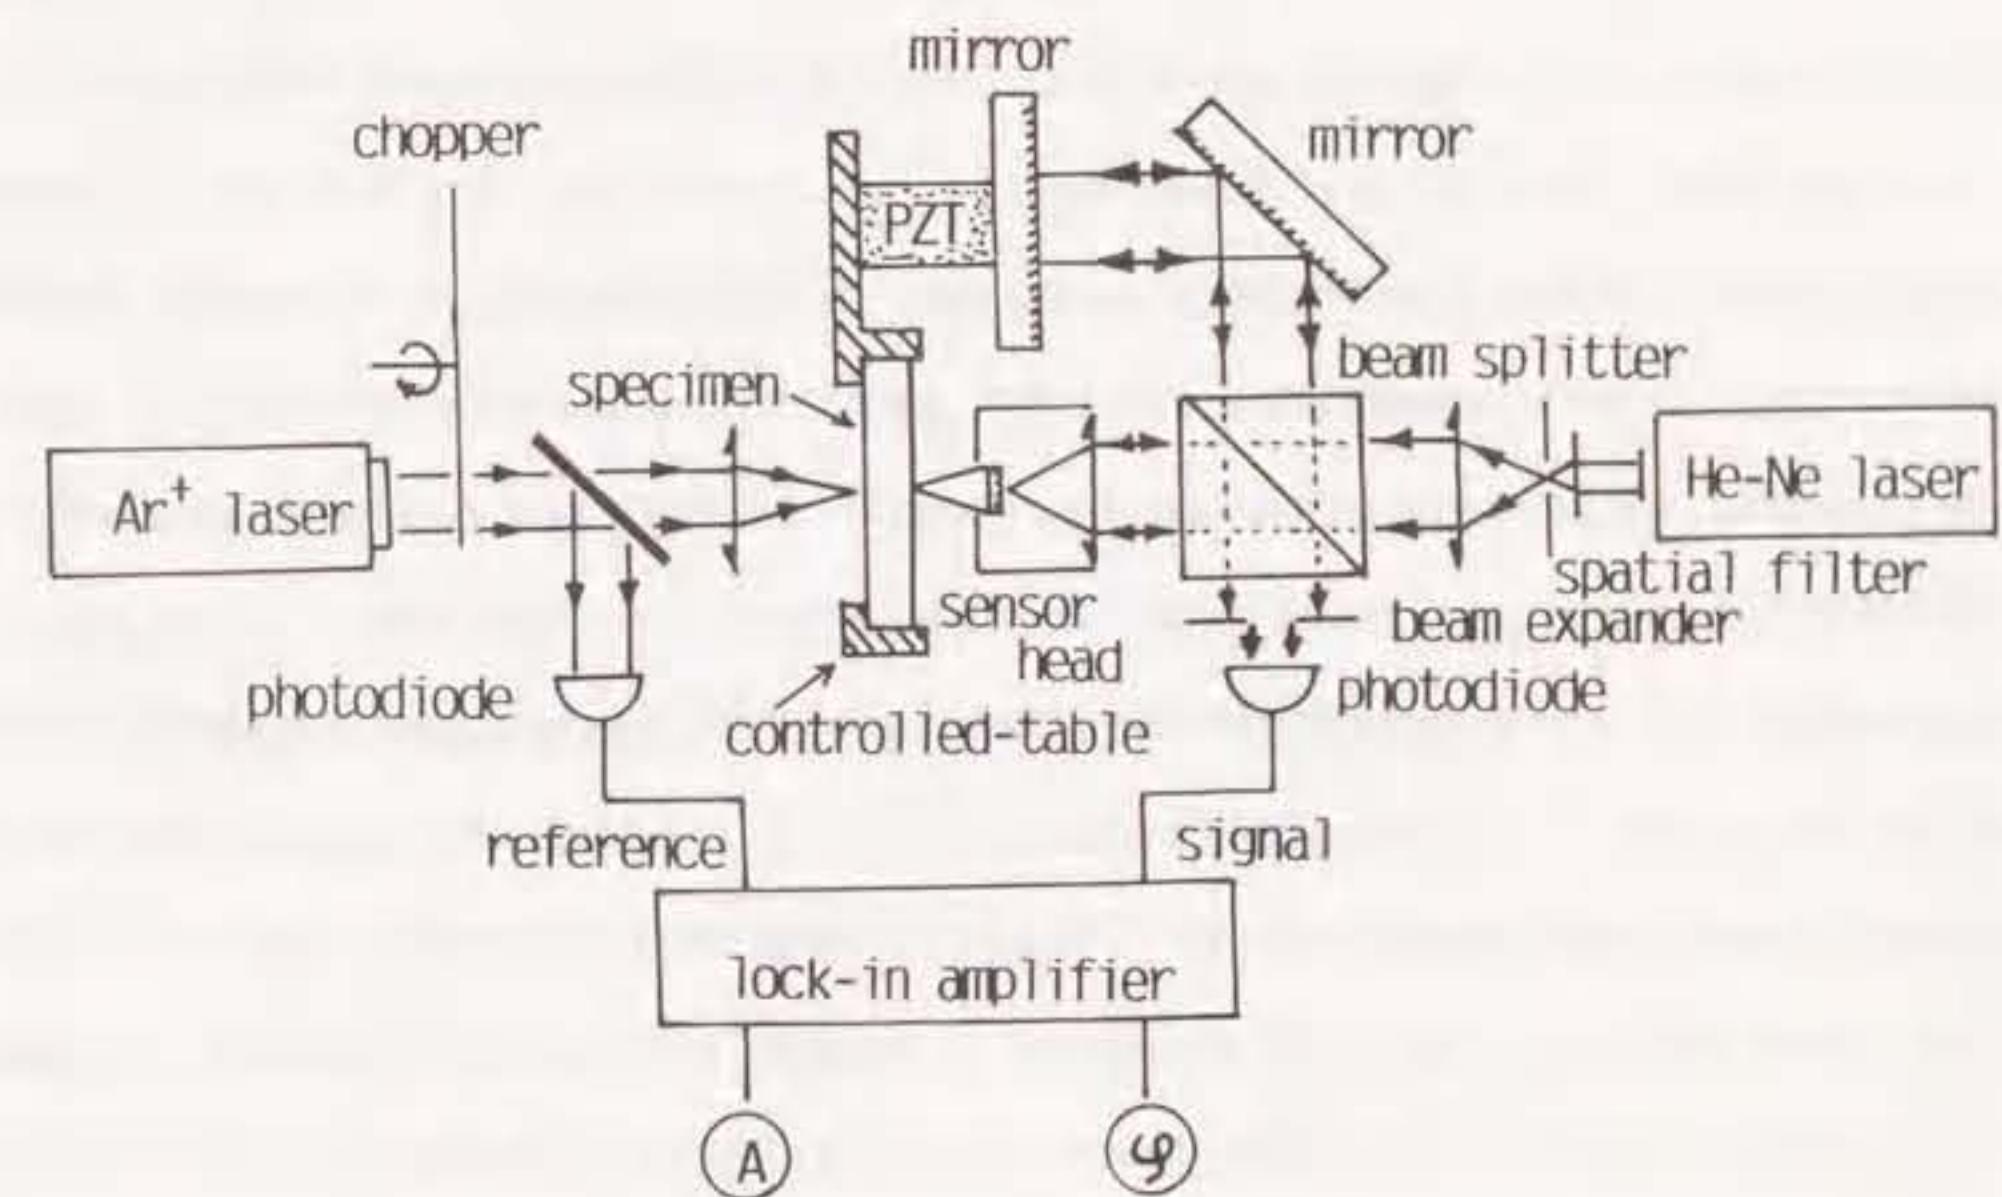 mirror
chopper
mirror
PZT
beam splitter
specimen
Ar+ laser
He-Ne laser
spatial filter
sensor
head
beam expander
photodiode
controlled-table
photodiode
reference
signal
lock-in amplifier
A
φ